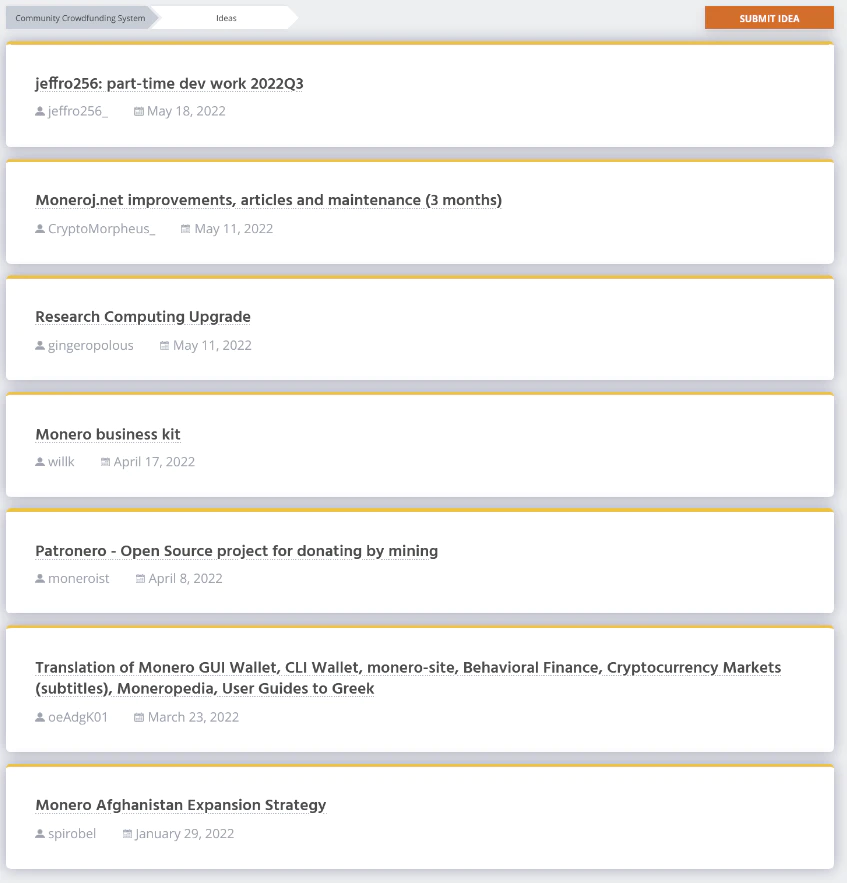 Community Crowdfunding System
Ideas
SUBMIT IDEA
jeffro256: part-time dev work 2022Q3
jeffro256_ May 18, 2022
Moneroj.net improvements, articles and maintenance (3 months)
CryptoMorpheus_ May 11, 2022
Research Computing Upgrade
gingeropolous May 11, 2022
Monero business kit
willk April 17, 2022
Patronero - Open Source project for donating by mining
moneroist April 8, 2022
Translation of Monero GUI Wallet, CLI Wallet, monero-site, Behavioral Finance, Cryptocurrency Markets
(subtitles), Moneropedia, User Guides to Greek
oeAdgK01 March 23, 2022
Monero Afghanistan Expansion Strategy
spirobel January 29, 2022